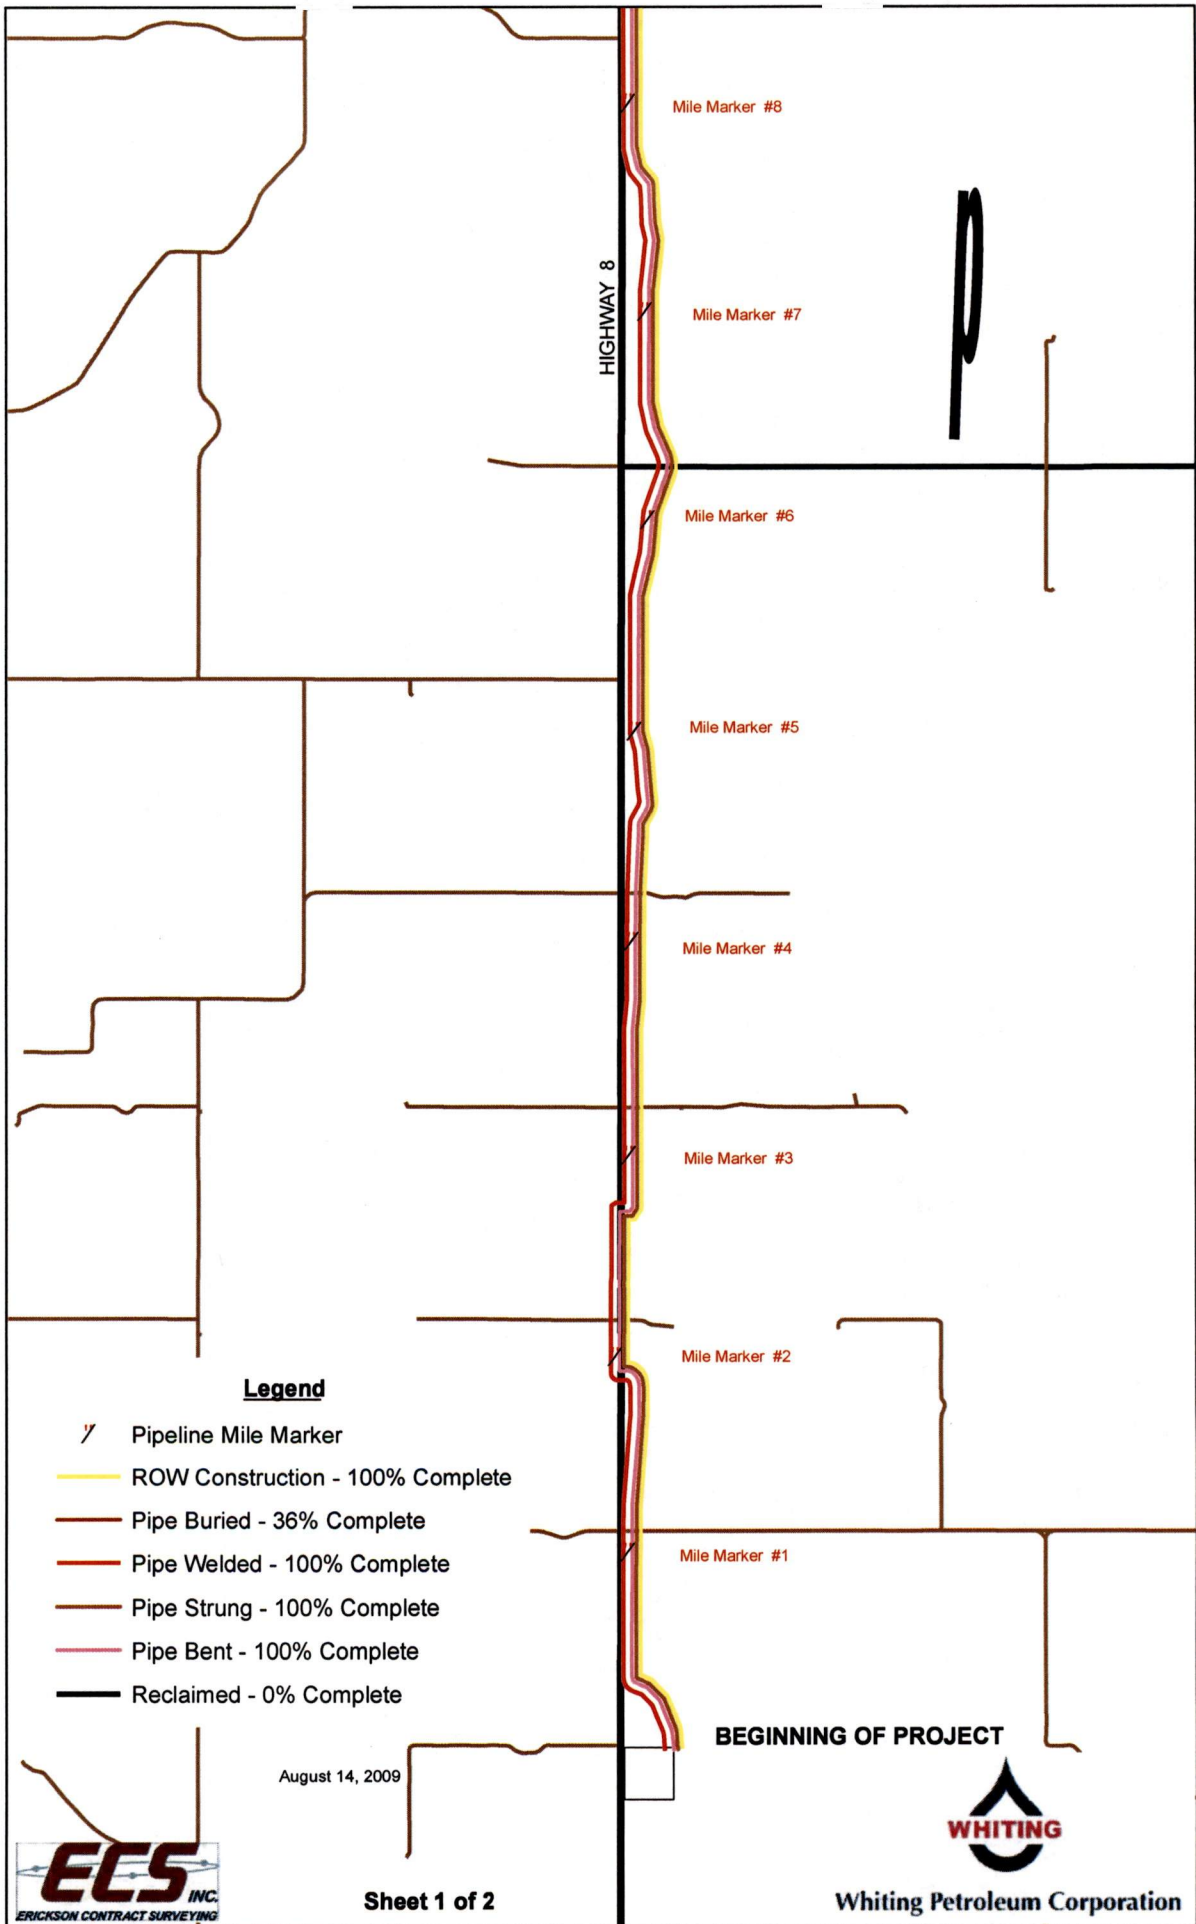 Mile Marker #8
HIGHWAY 8
Mile Marker #7
Mile Marker #6
Mile Marker #5
Mile Marker #4
Mile Marker #3
Mile Marker #2
Legend
Pipeline Mile Marker
ROW Construction - 100% Complete
Pipe Buried - 36% Complete
Pipe Welded - 100% Complete
Pipe Strung - 100% Complete
Pipe Bent - 100% Complete
Reclaimed - 0% Complete
Mile Marker #1
BEGINNING OF PROJECT
August 14, 2009
ECS INC.
ERICKSON CONTRACT SURVEYING
Sheet 1 of 2
WHITING
Whiting Petroleum Corporation